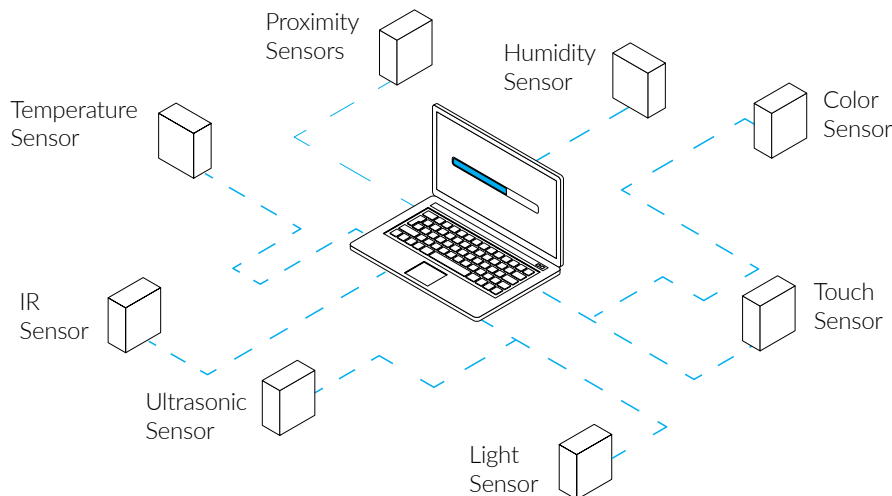 Proximity
Sensors
Humidity
Sensor
Color
Sensor
Temperature
Sensor
IR
Sensor
Touch
Sensor
Ultrasonic
Sensor
Light
Sensor